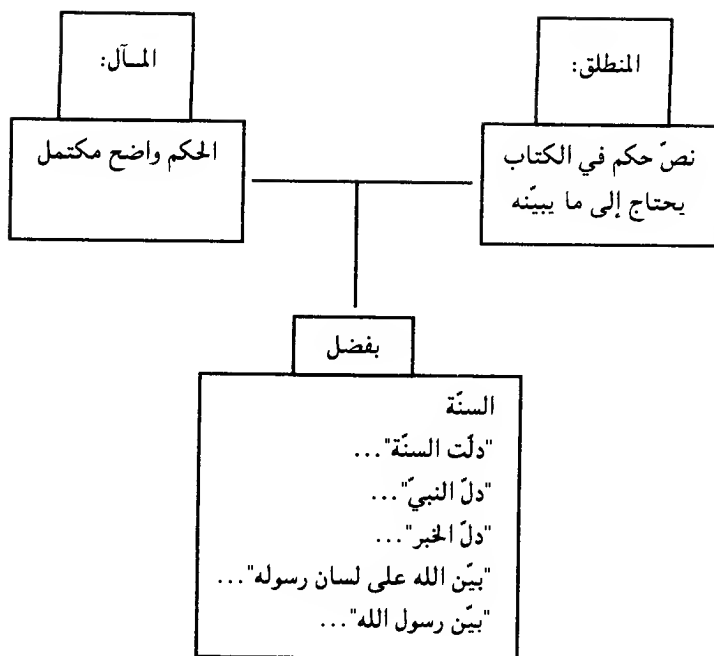 المنطلق:
نصّ حكم في الكتاب
يحتاج إلى ما يبيّنه
المـآل:
الحكم واضح مكتمل
بفضل
السنّة
"دلّت السنّة"...
"دلّ النبيّ"...
"دلّ الخبر"...
"بيّن الله على لسان رسوله"...
"بيّن رسول الله"...